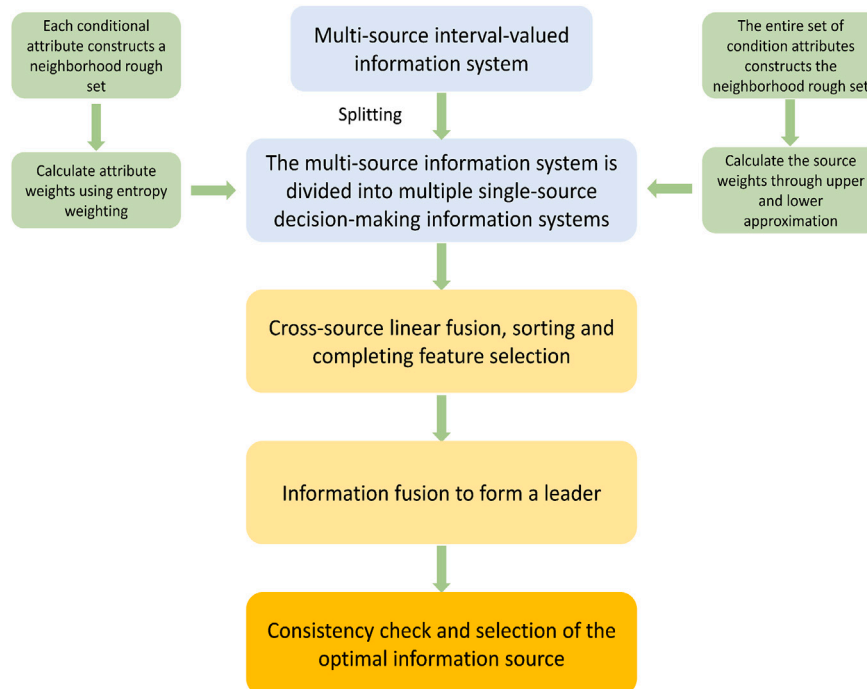 Each conditional
attribute constructs a
neighborhood rough
set
Multi-source interval-valued
information system
The entire set of
condition attributes
constructs the
neighborhood rough set
Splitting
Calculate attribute
weights using entropy
weighting
The multi-source information system is
divided into multiple single-source
decision-making information systems
Calculate the source
weights through upper
and lower
approximation
Cross-source linear fusion, sorting and
completing feature selection
Information fusion to form a leader
Consistency check and selection of the
optimal information source